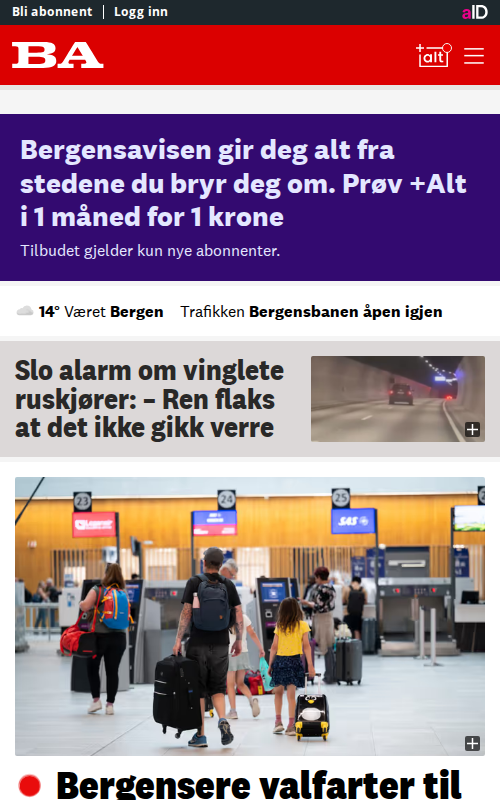 Bli abonnent | Logg inn
aID
BA
+alt
Bergensavisen gir deg alt fra
stedene du bryr deg om. Prøv +Alt
i 1 måned for 1 krone
Tilbudet gjelder kun nye abonnenter.
14° Været Bergen Trafikken Bergensbanen åpen igjen
Slo alarm om vinglete
ruskjører: – Ren flaks
at det ikke gikk verre
23
24
25
SAS
Bergensere valfarter til